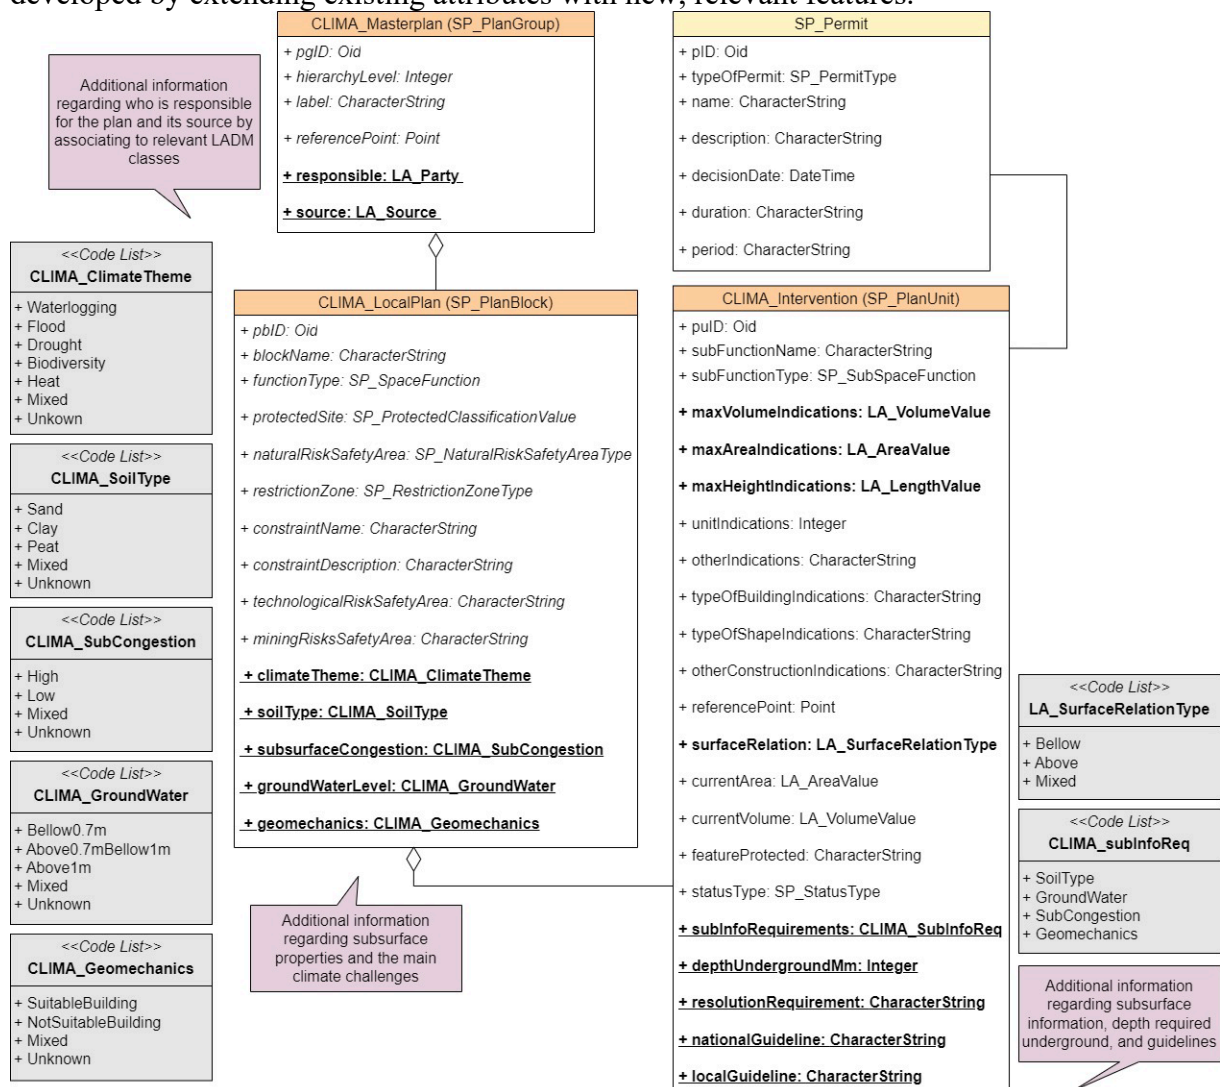 developed by extending existing attributes with new, relevant features.
CLIMA_Masterplan (SP_PlanGroup)
+ pgID: Oid
+ hierarchyLevel: Integer
+ label: CharacterString
+ referencePoint: Point
+ responsible: LA_Party
+ source: LA_Source
SP_Permit
+ pID: Oid
+ typeOfPermit: SP_PermitType
+ name: CharacterString
+ description: CharacterString
+ decisionDate: DateTime
+ duration: CharacterString
+ period: CharacterString
Additional information
regarding who is responsible
for the plan and its source by
associating to relevant LADM
classes
<<Code List>>
CLIMA_ClimateTheme
+ Waterlogging
+ Flood
+ Drought
+ Biodiversity
+ Heat
+ Mixed
+ Unkown
<<Code List>>
CLIMA_SoilType
+ Sand
+ Clay
+ Peat
+ Mixed
+ Unknown
<<Code List>>
CLIMA_SubCongestion
+ High
+ Low
+ Mixed
+ Unknown
<<Code List>>
CLIMA_GroundWater
+ Bellow0.7m
+ Above0.7mBellow1m
+ Above1m
+ Mixed
+ Unknown
<<Code List>>
CLIMA_Geomechanics
+ SuitableBuilding
+ NotSuitableBuilding
+ Mixed
+ Unknown
CLIMA_LocalPlan (SP_PlanBlock)
+ pbID: Oid
+ blockName: CharacterString
+ functionType: SP_SpaceFunction
+ protectedSite: SP_ProtectedClassificationValue
+ naturalRiskSafetyArea: SP_NaturalRiskSafetyAreaType
+ restrictionZone: SP_RestrictionZoneType
+ constraintName: CharacterString
+ constraintDescription: CharacterString
+ technologicalRiskSafetyArea: CharacterString
+ miningRisksSafetyArea: CharacterString
+ climateTheme: CLIMA_ClimateTheme
+ soilType: CLIMA_SoilType
+ subsurfaceCongestion: CLIMA_SubCongestion
+ groundWaterLevel: CLIMA_GroundWater
+ geomechanics: CLIMA_Geomechanics
Additional information
regarding subsurface
properties and the main
climate challenges
CLIMA_Intervention (SP_PlanUnit)
+ puID: Oid
+ subFunctionName: CharacterString
+ subFunctionType: SP_SubSpaceFunction
+ maxVolumeIndications: LA_VolumeValue
+ maxAreaIndications: LA_AreaValue
+ maxHeightIndications: LA_LengthValue
+ unitIndications: Integer
+ otherIndications: CharacterString
+ typeOfBuildingIndications: CharacterString
+ typeOfShapeIndications: CharacterString
+ otherConstructionIndications: CharacterString
+ referencePoint: Point
+ surfaceRelation: LA_SurfaceRelationType
+ currentArea: LA_AreaValue
+ currentVolume: LA_VolumeValue
+ featureProtected: CharacterString
+ statusType: SP_StatusType
+ subInfoRequirements: CLIMA_SubInfoReq
+ depthUndergroundMm: Integer
+ resolutionRequirement: CharacterString
+ nationalGuideline: CharacterString
+ localGuideline: CharacterString
<<Code List>>
LA_SurfaceRelationType
+ Bellow
+ Above
+ Mixed
<<Code List>>
CLIMA_subInfoReq
+ SoilType
+ GroundWater
+ SubCongestion
+ Geomechanics
Additional information
regarding subsurface
information, depth required
underground, and guidelines